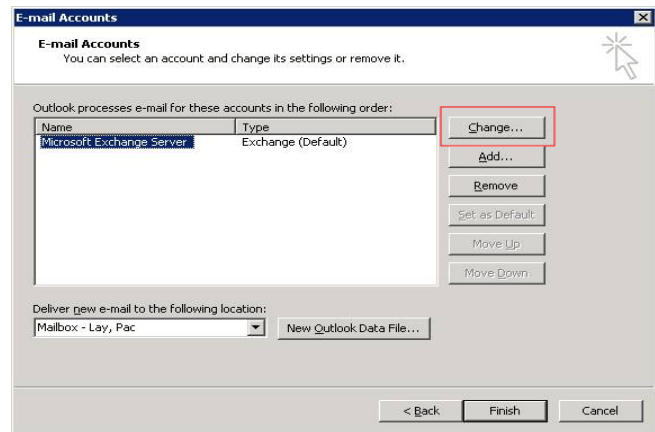 E-mail Accounts
E-mail Accounts
You can select an account and change its settings or remove it.
Outlook processes e-mail for these accounts in the following order:
Name Type
Microsoft Exchange Server Exchange (Default)
Change...
Add...
Remove
Set as Default
Move Up
Move Down
Deliver new e-mail to the following location:
Mailbox - Lay, Pac New Outlook Data File...
< Back Finish Cancel